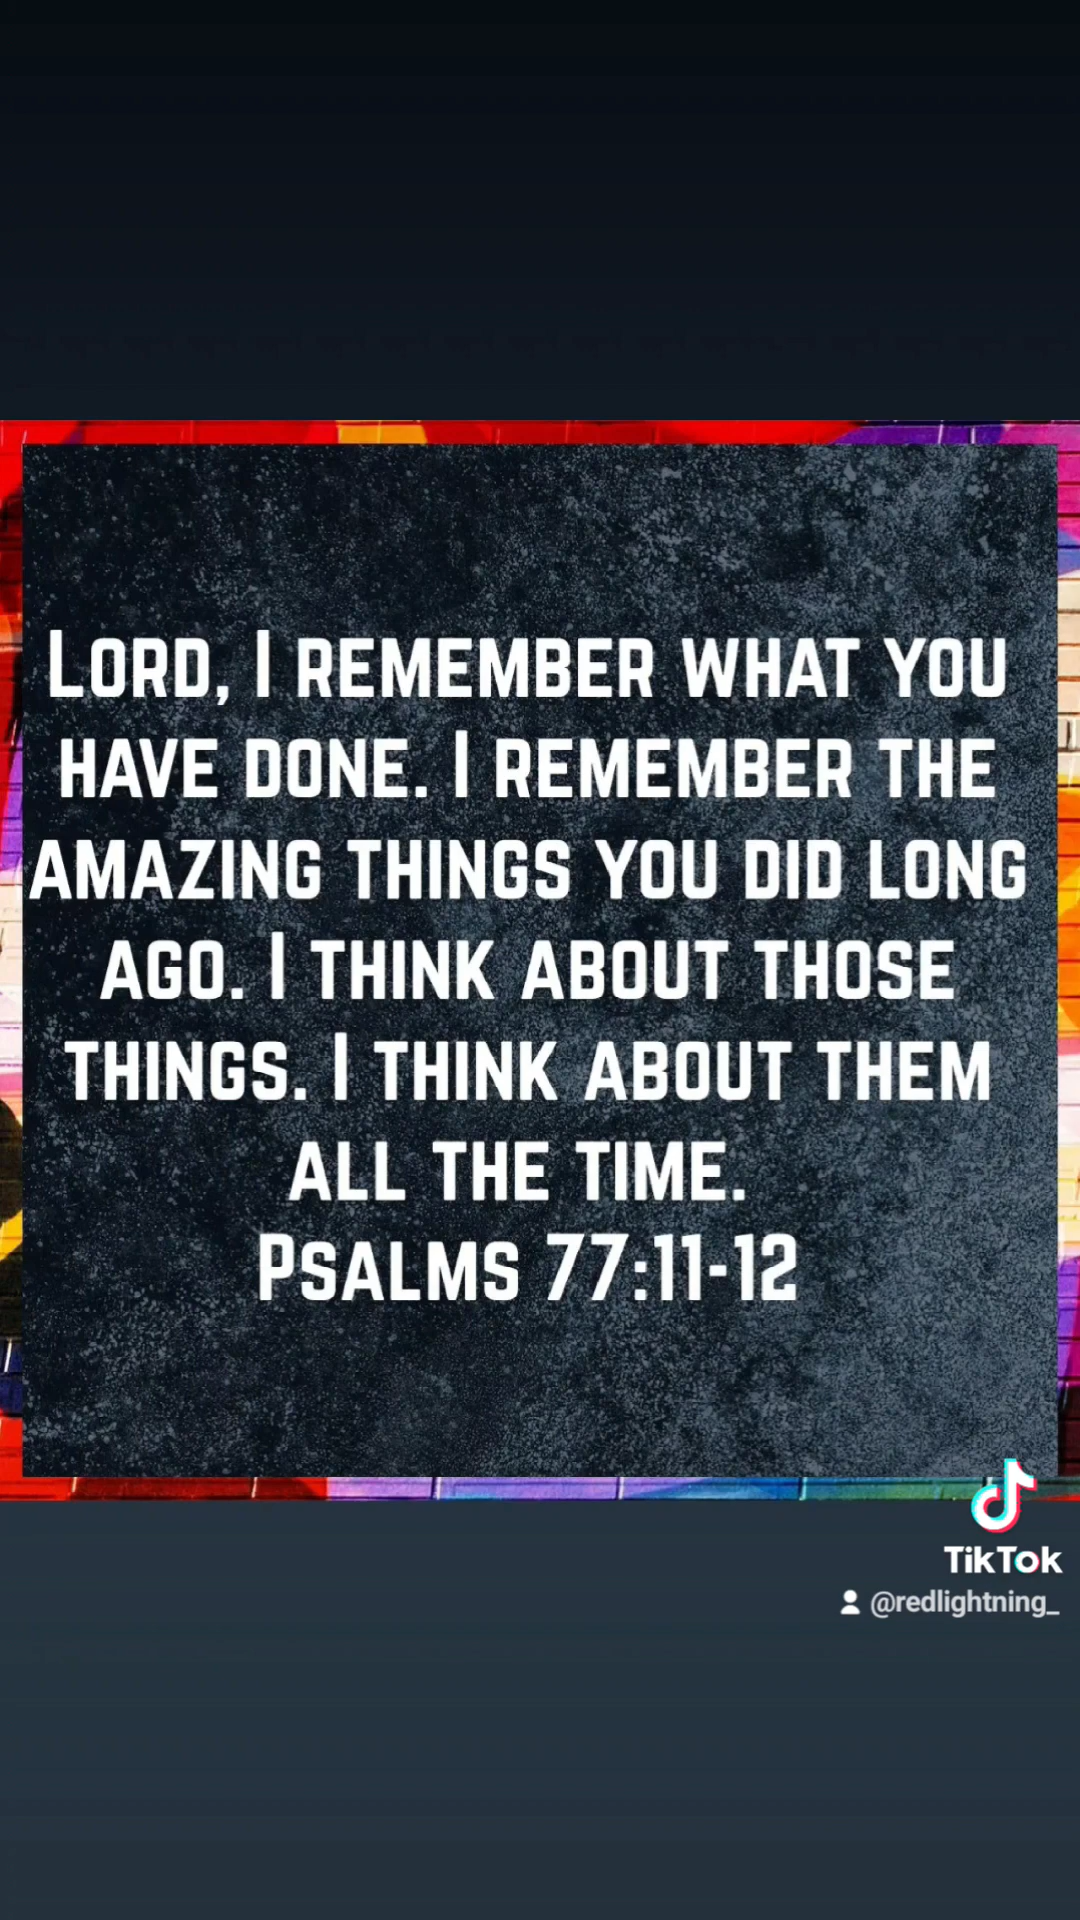 Lord, I remember what you
have done. I remember the
amazing things you did long
ago. I think about those
things. I think about them
all the time.
Psalms 77:11-12
TikTok
@redlightning_